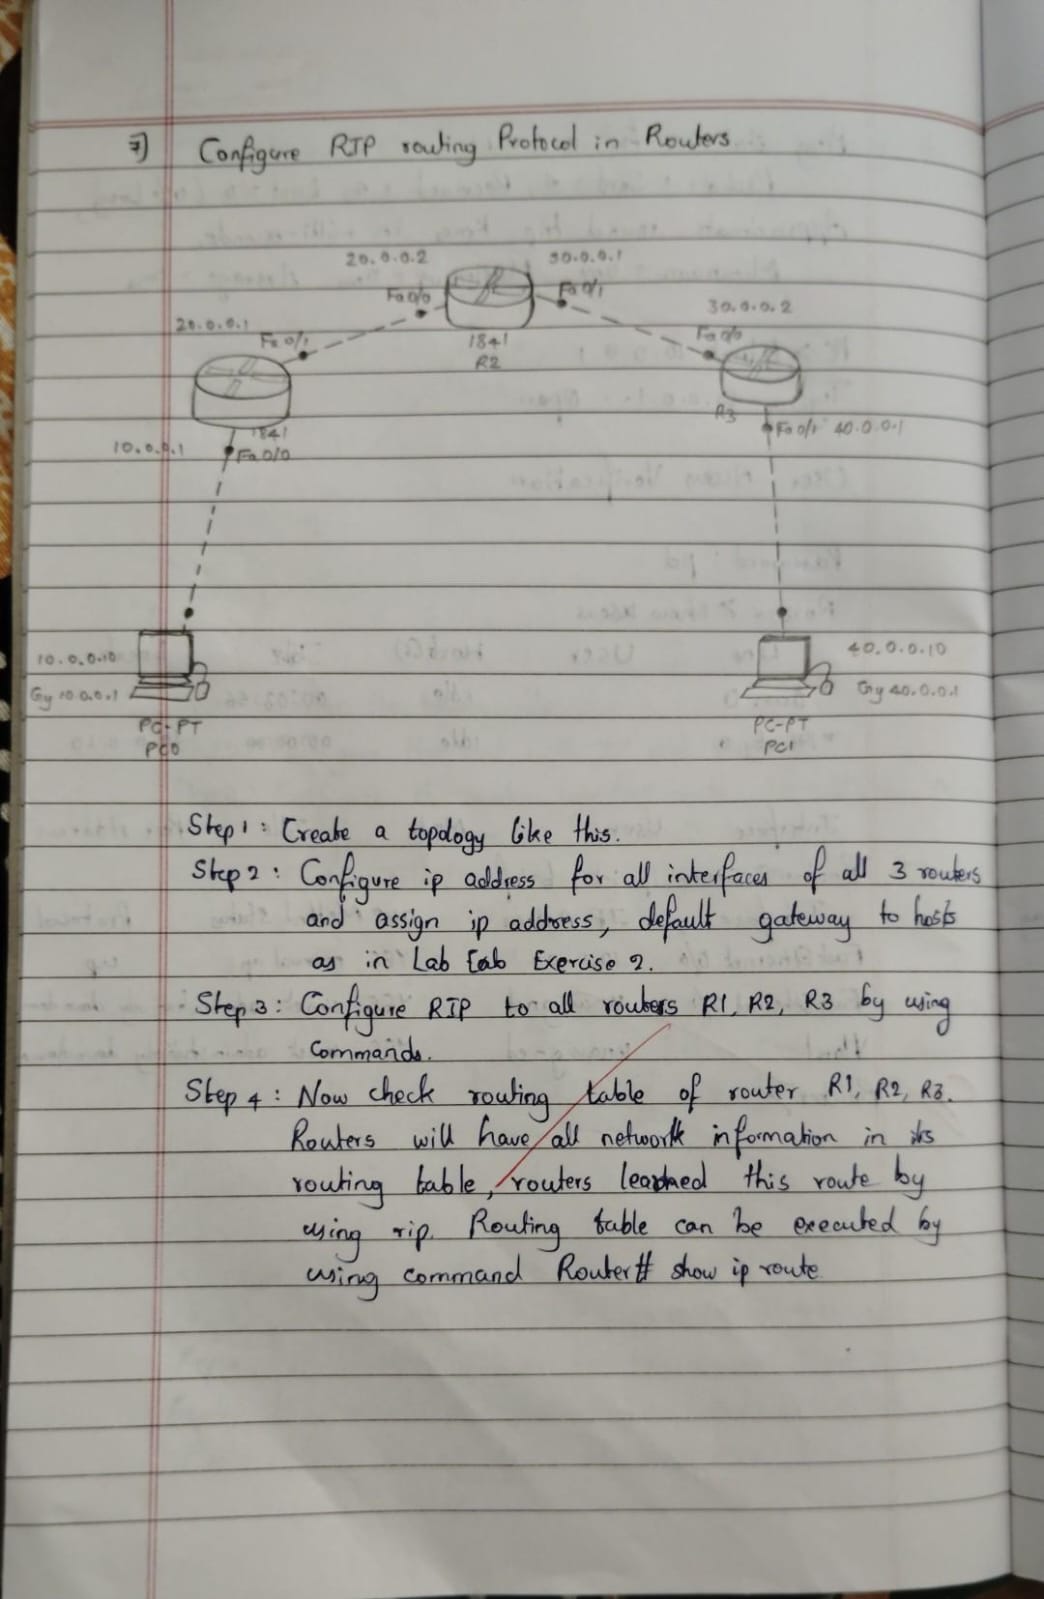 7) Configure RIP routing Protocol in Routers
20.0.0.2 30.0.0.1
Fa0/0 Fa0/1 30.0.0.2
20.0.0.1 Fa0/1 1841 Fa0/0
R2
R3
1841 Fa0/1 40.0.0.1
10.0.0.1 Fa0/0
10.0.0.10 40.0.0.10
Gy 10.0.0.1 Gy 40.0.0.1
PC-PT PC-PT
PC0 PC1
Step 1 : Create a topology like this.
Step 2 : Configure ip address for all interfaces of all 3 routers
and assign ip address, default gateway to hosts
as in Lab Exercise 2.
Step 3 : Configure RIP to all routers R1, R2, R3 by using
commands.
Step 4 : Now check routing table of router R1, R2, R3.
Routers will have all network information in its
routing table, routers learned this route by
using rip. Routing table can be executed by
using command Router# show ip route